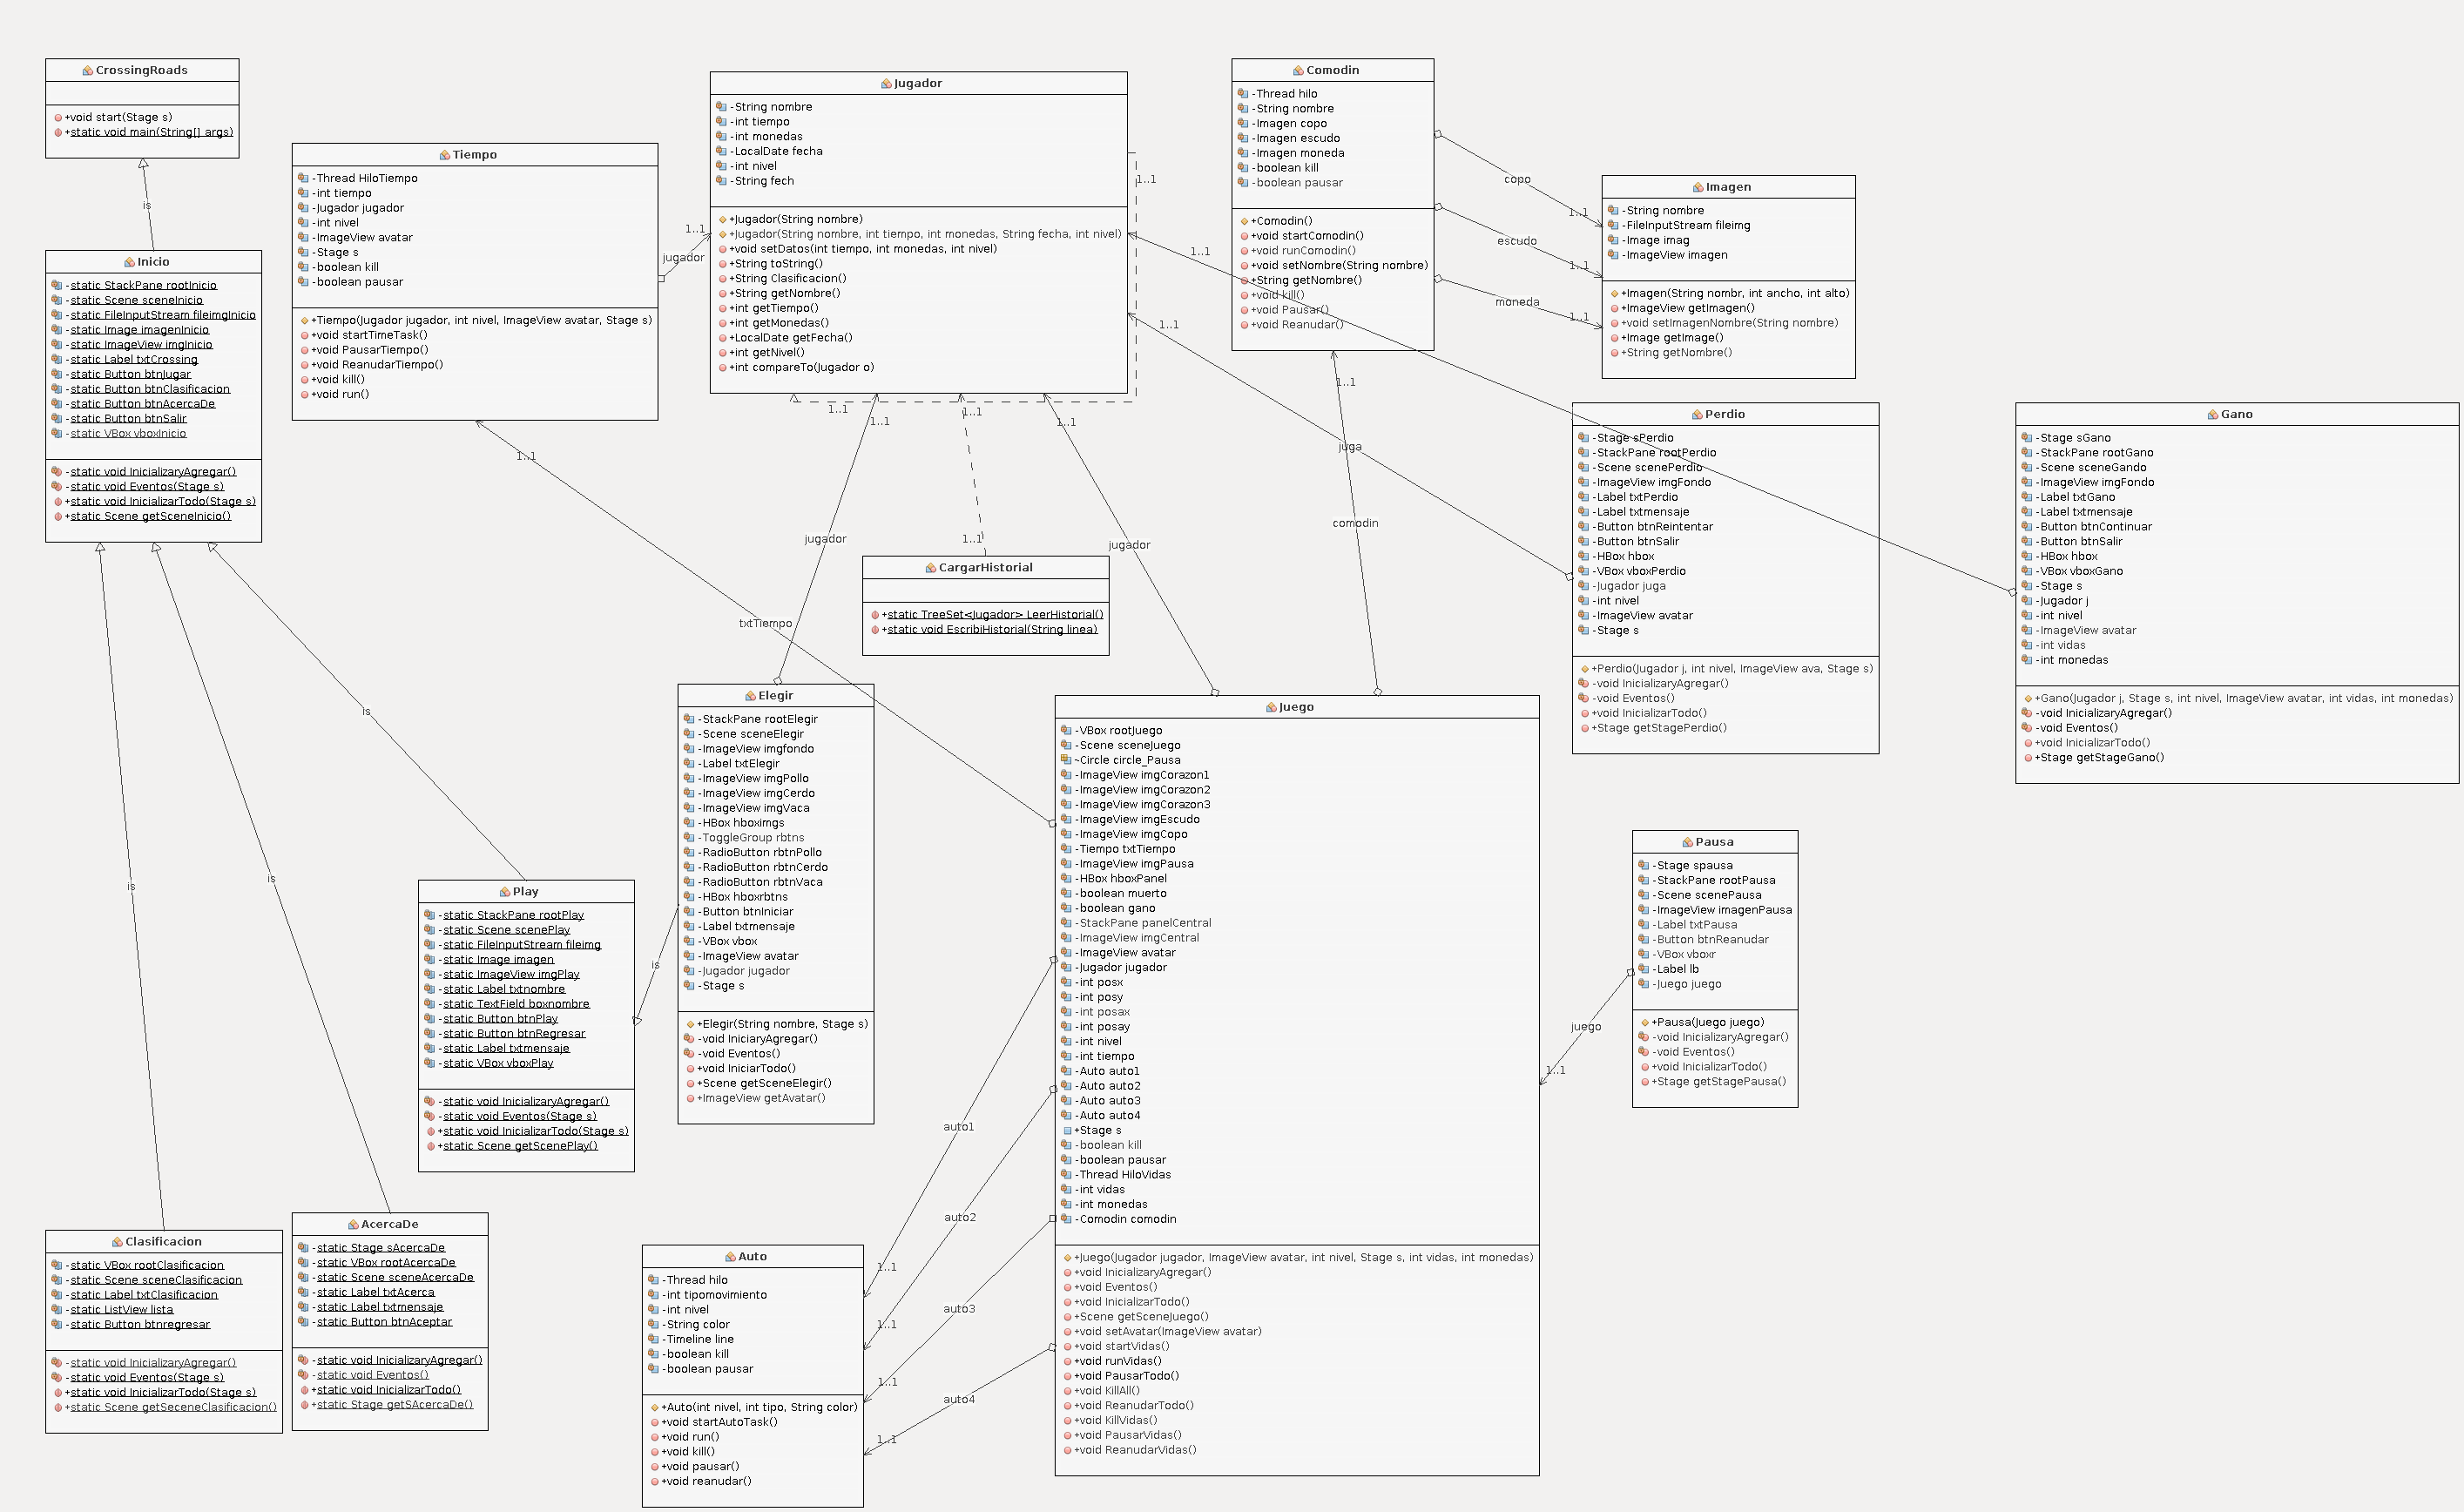 CrossingRoads
+void start(Stage s)
+static void main(String[] args)
is
Inicio
-static StackPane rootInicio
-static Scene sceneInicio
-static FileInputStream fileimgInicio
-static Image imagenInicio
-static ImageView imgInicio
-static Label txtCrossing
-static Button btnJugar
-static Button btnClasificacion
-static Button btnAcercaDe
-static Button btnSalir
-static VBox vboxInicio
-static void InicializaryAgregar()
-static void Eventos(Stage s)
+static void InicializarTodo(Stage s)
+static Scene getSceneInicio()
is
is
is
Tiempo
-Thread HiloTiempo
-int tiempo
-Jugador jugador
-int nivel
-ImageView avatar
-Stage s
-boolean kill
-boolean pausar
+Tiempo(Jugador jugador, int nivel, ImageView avatar, Stage s)
+void startTimeTask()
+void PausarTiempo()
+void ReanudarTiempo()
+void kill()
+void run()
1..1
jugador
1..1
txtTiempo
Jugador
-String nombre
-int tiempo
-int monedas
-LocalDate fecha
-int nivel
-String fech
+Jugador(String nombre)
+Jugador(String nombre, int tiempo, int monedas, String fecha, int nivel)
+void setDatos(int tiempo, int monedas, int nivel)
+String toString()
+String Clasificacion()
+String getNombre()
+int getTiempo()
+int getMonedas()
+LocalDate getFecha()
+int getNivel()
+int compareTo(Jugador o)
1..1
1..1
1..1
1..1
1..1
1..1
1..1
juga
jugador
1..1
jugador
CargarHistorial
+static TreeSet<Jugador> LeerHistorial()
+static void EscribiHistorial(String linea)
Comodin
-Thread hilo
-String nombre
-Imagen copo
-Imagen escudo
-Imagen moneda
-boolean kill
-boolean pausar
+Comodin()
+void startComodin()
+void runComodin()
+void setNombre(String nombre)
+String getNombre()
+void kill()
+void Pausar()
+void Reanudar()
1..1
comodin
copo
1..1
escudo
1..1
moneda
1..1
Imagen
-String nombre
-FileInputStream fileimg
-Image imag
-ImageView imagen
+Imagen(String nombr, int ancho, int alto)
+ImageView getImagen()
+void setImagenNombre(String nombre)
+Image getImage()
+String getNombre()
Perdio
-Stage sPerdio
-StackPane rootPerdio
-Scene scenePerdio
-ImageView imgFondo
-Label txtPerdio
-Label txtmensaje
-Button btnReintentar
-Button btnSalir
-HBox hbox
-VBox vboxPerdio
-Jugador juga
-int nivel
-ImageView avatar
-Stage s
+Perdio(Jugador j, int nivel, ImageView ava, Stage s)
-void InicializaryAgregar()
-void Eventos()
+void InicializarTodo()
+Stage getStagePerdio()
Gano
-Stage sGano
-StackPane rootGano
-Scene sceneGando
-ImageView imgFondo
-Label txtGano
-Label txtmensaje
-Button btnContinuar
-Button btnSalir
-HBox hbox
-VBox vboxGano
-Stage s
-Jugador j
-int nivel
-ImageView avatar
-int vidas
-int monedas
+Gano(Jugador j, Stage s, int nivel, ImageView avatar, int vidas, int monedas)
-void InicializaryAgregar()
-void Eventos()
+void InicializarTodo()
+Stage getStageGano()
Elegir
-StackPane rootElegir
-Scene sceneElegir
-ImageView imgfondo
-Label txtElegir
-ImageView imgPollo
-ImageView imgCerdo
-ImageView imgVaca
-HBox hboximgs
-ToggleGroup rbtns
-RadioButton rbtnPollo
-RadioButton rbtnCerdo
-RadioButton rbtnVaca
-HBox hboxrbtns
-Button btnIniciar
-Label txtmensaje
-VBox vbox
-ImageView avatar
-Jugador jugador
-Stage s
+Elegir(String nombre, Stage s)
-void IniciaryAgregar()
-void Eventos()
+void IniciarTodo()
+Scene getSceneElegir()
+ImageView getAvatar()
is
Play
-static StackPane rootPlay
-static Scene scenePlay
-static FileInputStream fileimg
-static Image imagen
-static ImageView imgPlay
-static Label txtnombre
-static TextField boxnombre
-static Button btnPlay
-static Button btnRegresar
-static Label txtmensaje
-static VBox vboxPlay
-static void InicializaryAgregar()
-static void Eventos(Stage s)
+static void InicializarTodo(Stage s)
+static Scene getScenePlay()
Juego
-VBox rootJuego
-Scene sceneJuego
~Circle circle_Pausa
-ImageView imgCorazon1
-ImageView imgCorazon2
-ImageView imgCorazon3
-ImageView imgEscudo
-ImageView imgCopo
-Tiempo txtTiempo
-ImageView imgPausa
-HBox hboxPanel
-boolean muerto
-boolean gano
-StackPane panelCentral
-ImageView imgCentral
-ImageView avatar
-Jugador jugador
-int posx
-int posy
-int posax
-int posay
-int nivel
-int tiempo
-Auto auto1
-Auto auto2
-Auto auto3
-Auto auto4
+Stage s
-boolean kill
-boolean pausar
-Thread HiloVidas
-int vidas
-int monedas
-Comodin comodin
+Juego(Jugador jugador, ImageView avatar, int nivel, Stage s, int vidas, int monedas)
+void InicializaryAgregar()
+void Eventos()
+void InicializarTodo()
+Scene getSceneJuego()
+void setAvatar(ImageView avatar)
+void startVidas()
+void runVidas()
+void PausarTodo()
+void KillAll()
+void ReanudarTodo()
+void KillVidas()
+void PausarVidas()
+void ReanudarVidas()
Pausa
-Stage spausa
-StackPane rootPausa
-Scene scenePausa
-ImageView imagenPausa
-Label txtPausa
-Button btnReanudar
-VBox vboxr
-Label lb
-Juego juego
+Pausa(Juego juego)
-void InicializaryAgregar()
-void Eventos()
+void InicializarTodo()
+Stage getStagePausa()
juego
1..1
auto1
1..1
auto2
1..1
auto3
1..1
auto4
1..1
Clasificacion
-static VBox rootClasificacion
-static Scene sceneClasificacion
-static Label txtClasificacion
-static ListView lista
-static Button btnregresar
-static void InicializaryAgregar()
-static void Eventos(Stage s)
+static void InicializarTodo(Stage s)
+static Scene getSeceneClasificacion()
AcercaDe
-static Stage sAcercaDe
-static VBox rootAcercaDe
-static Scene sceneAcercaDe
-static Label txtAcerca
-static Label txtmensaje
-static Button btnAceptar
-static void InicializaryAgregar()
-static void Eventos()
+static void InicializarTodo()
+static Stage getSAcercaDe()
Auto
-Thread hilo
-int tipomovimiento
-int nivel
-String color
-Timeline line
-boolean kill
-boolean pausar
+Auto(int nivel, int tipo, String color)
+void startAutoTask()
+void run()
+void kill()
+void pausar()
+void reanudar()